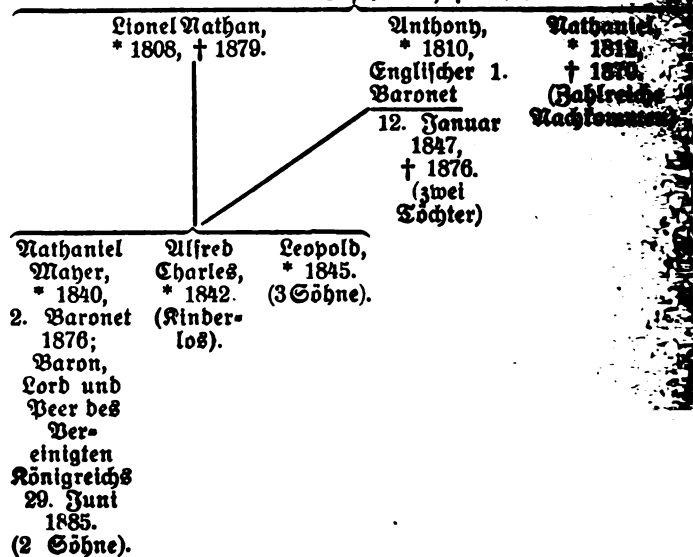 Lionel Nathan,
* 1808, † 1879.
Anthony,
* 1810,
Englischer 1.
Baronet
12. Januar
1847,
† 1876.
(zwei
Töchter)
Nathaniel,
* 1812,
† 1870.
(Zahlreiche
Nachkommen)
Nathaniel
Mayer,
* 1840,
2. Baronet
1876;
Baron,
Lord und
Peer des
Ver-
einigten
Königreichs
29. Juni
1885.
(2 Söhne).
Alfred
Charles,
* 1842.
(Kinder-
los).
Leopold,
* 1845.
(3 Söhne).